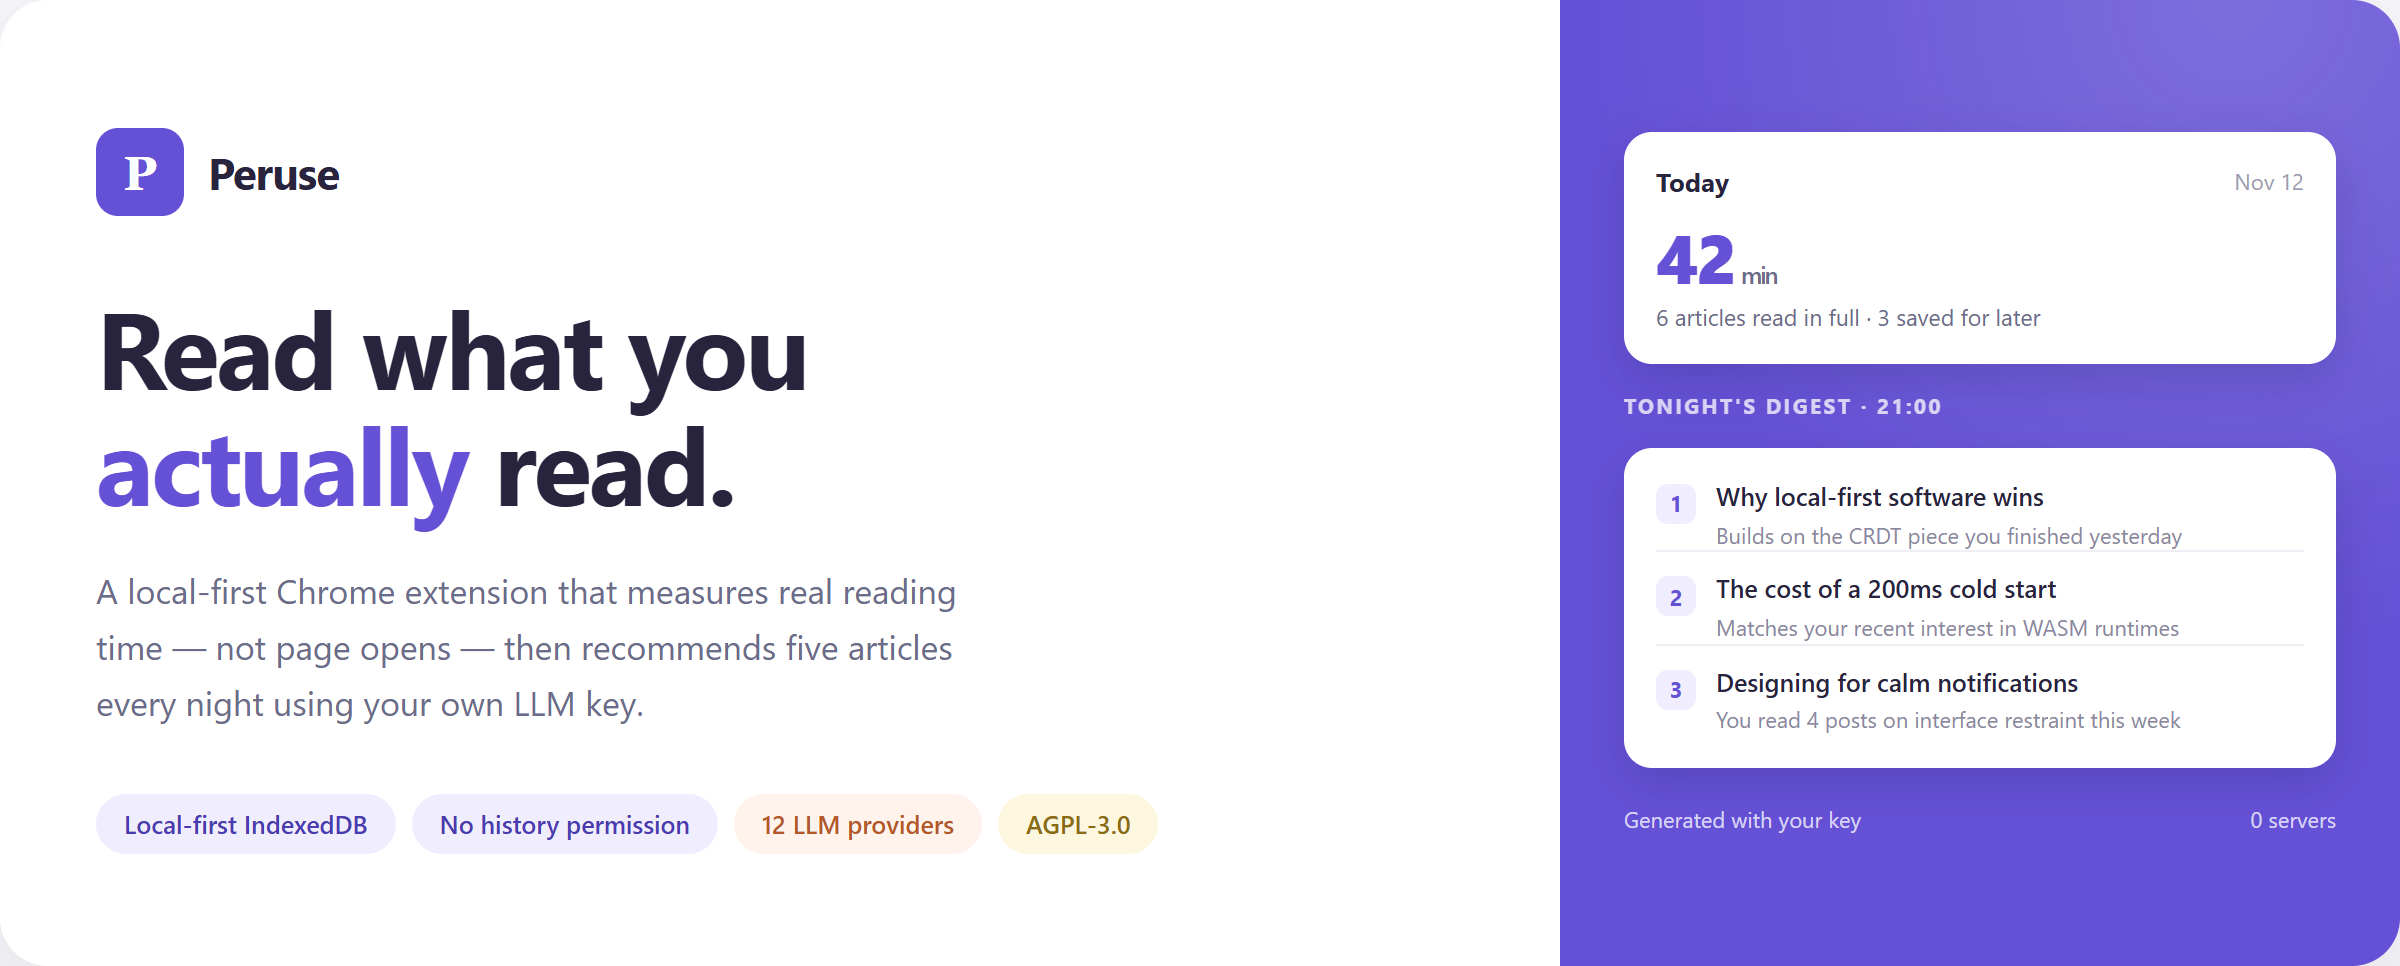 P
Peruse
Read what you
actually read.
A local-first Chrome extension that measures real reading
time — not page opens — then recommends five articles
every night using your own LLM key.
Local-first IndexedDB
No history permission
12 LLM providers
AGPL-3.0
Today
Nov 12
42 min
6 articles read in full · 3 saved for later
TONIGHT'S DIGEST · 21:00
1
Why local-first software wins
Builds on the CRDT piece you finished yesterday
2
The cost of a 200ms cold start
Matches your recent interest in WASM runtimes
3
Designing for calm notifications
You read 4 posts on interface restraint this week
Generated with your key
0 servers